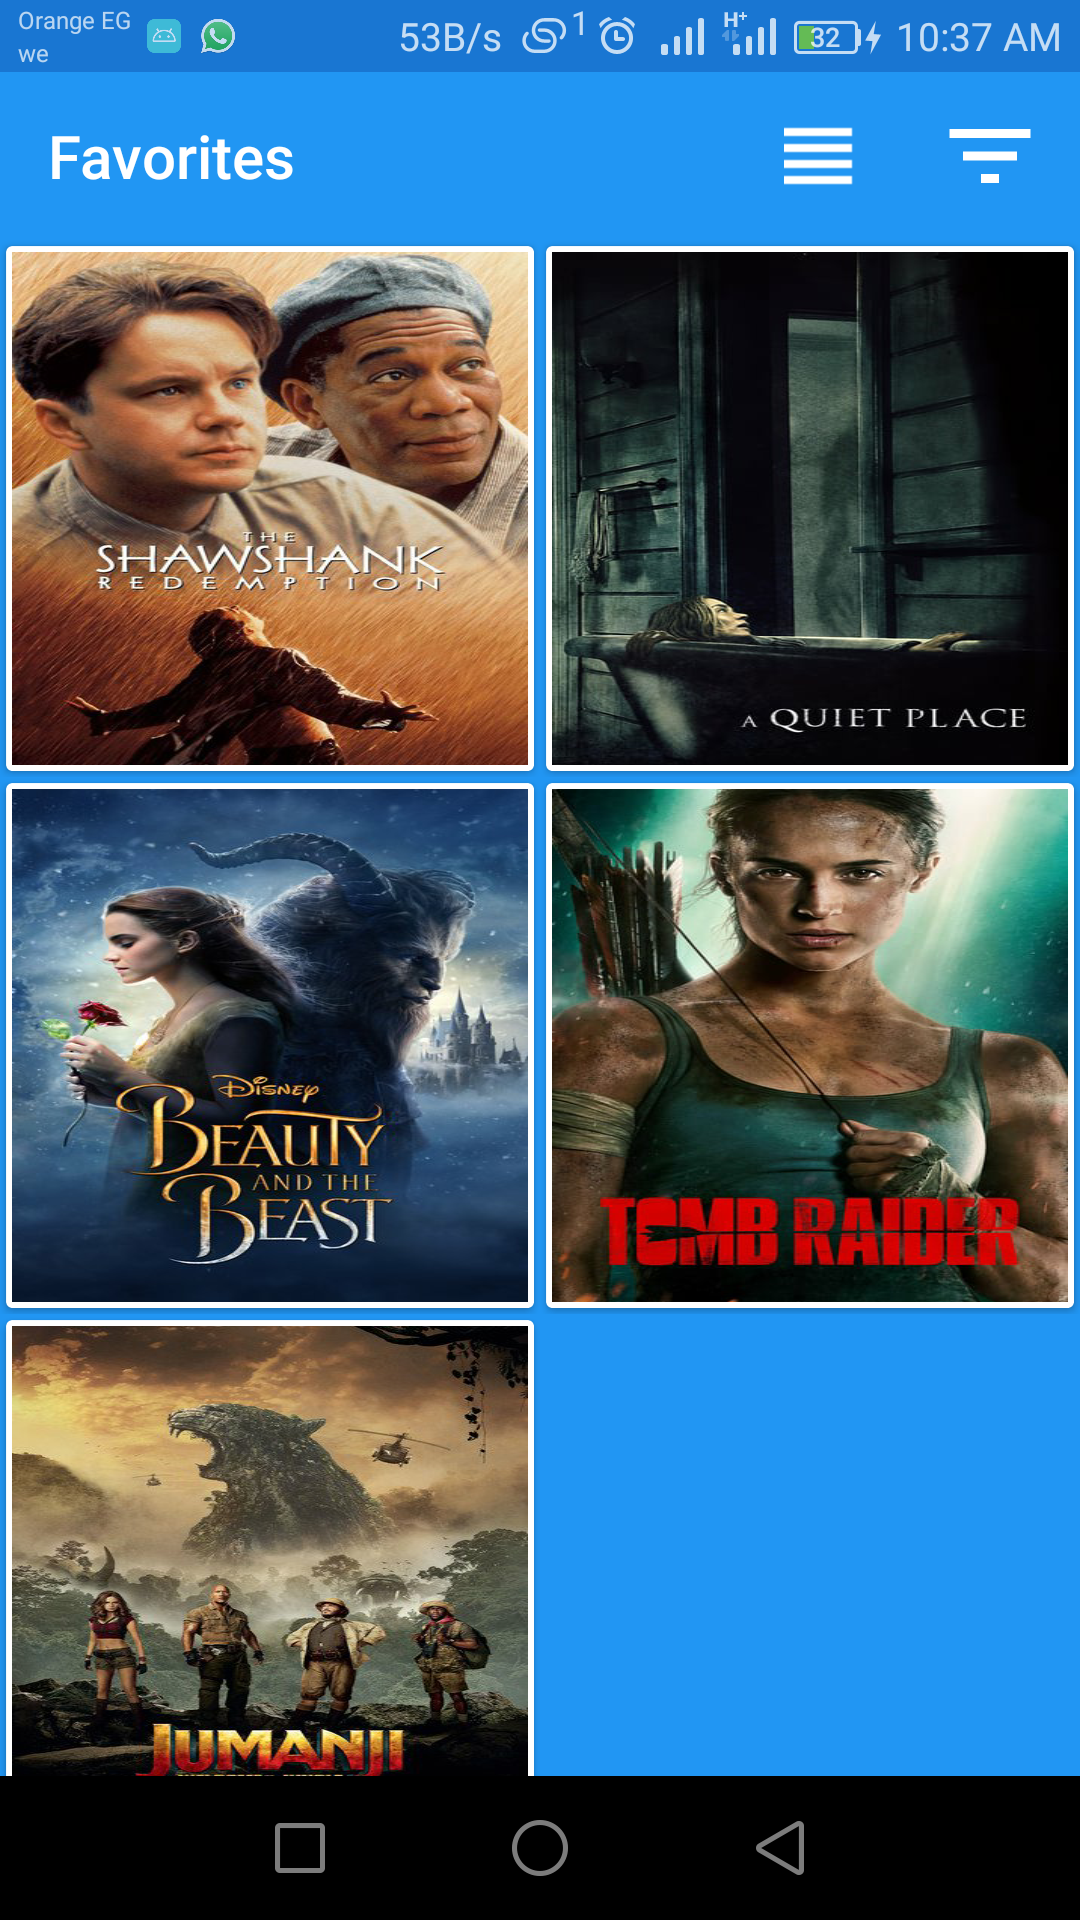 Orange EG
we
53B/s
1
H+
32
10:37 AM
Favorites
THE
SHAWSHANK
REDEMPTION
A QUIET PLACE
Disney
BEAUTY
AND THE
BEAST
TOMB RAIDER
JUMANJI